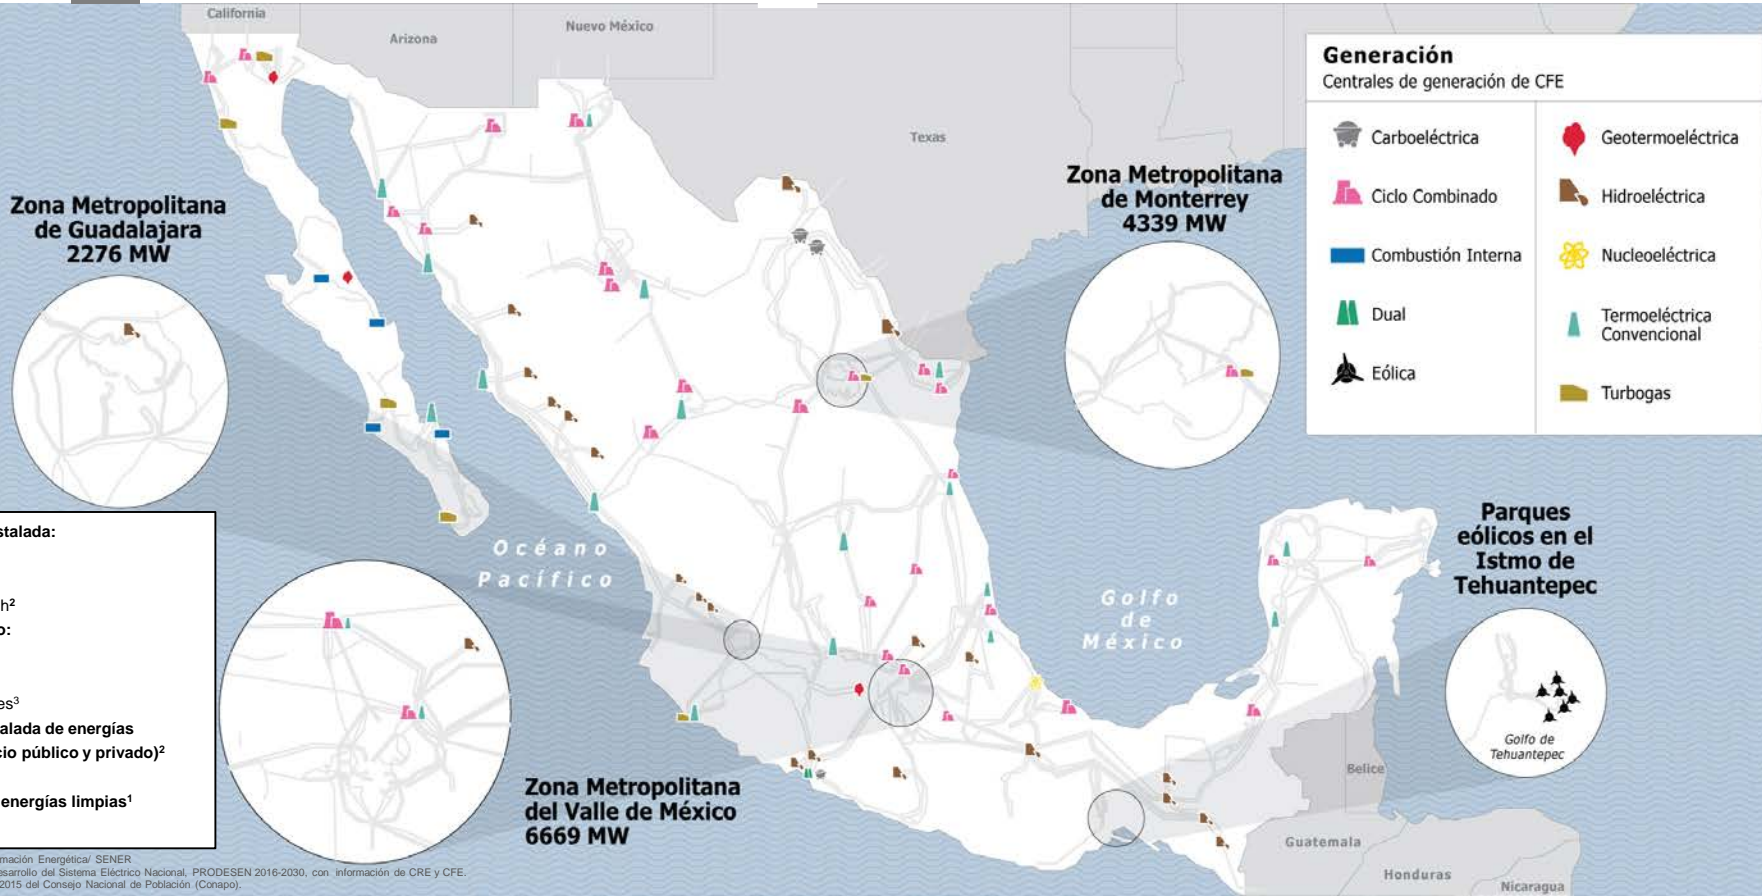 California
Arizona
Nuevo México
Texas
Generación
Centrales de generación de CFE
Carboeléctrica
Ciclo Combinado
Combustión Interna
Dual
Eólica
Geotermoeléctrica
Hidroeléctrica
Nucleoeléctrica
Termoeléctrica
Convencional
Turbogas
Zona Metropolitana
de Guadalajara
2276 MW
Zona Metropolitana
de Monterrey
4339 MW
Océano
Pacífico
Golfo
de
México
Parques
eólicos en el
Istmo de
Tehuantepec
Golfo de
Tehuantepec
Zona Metropolitana
del Valle de México
6669 MW
Belice
Guatemala
Honduras
Nicaragua
stalada:
h²
o:
es³
alada de energías
cio público y privado)²
energías limpias¹
mación Energética/ SENER
esarrollo del Sistema Eléctrico Nacional, PRODESEN 2016-2030, con información de CRE y CFE.
2015 del Consejo Nacional de Población (Conapo).